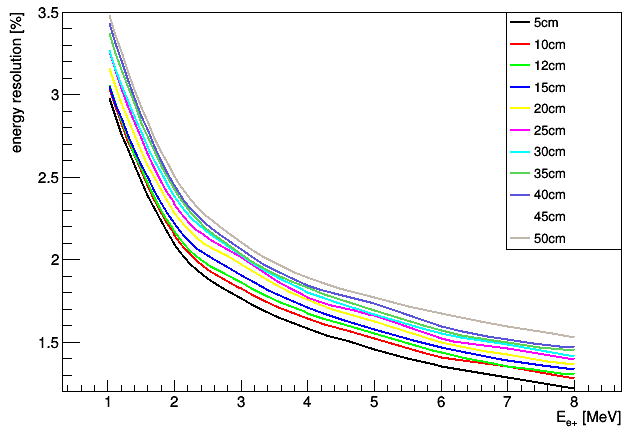 energy resolution [%]
3.5
3
2.5
2
1.5
1 2 3 4 5 6 7 8
E e+ [MeV]
5cm
10cm
12cm
15cm
20cm
25cm
30cm
35cm
40cm
45cm
50cm